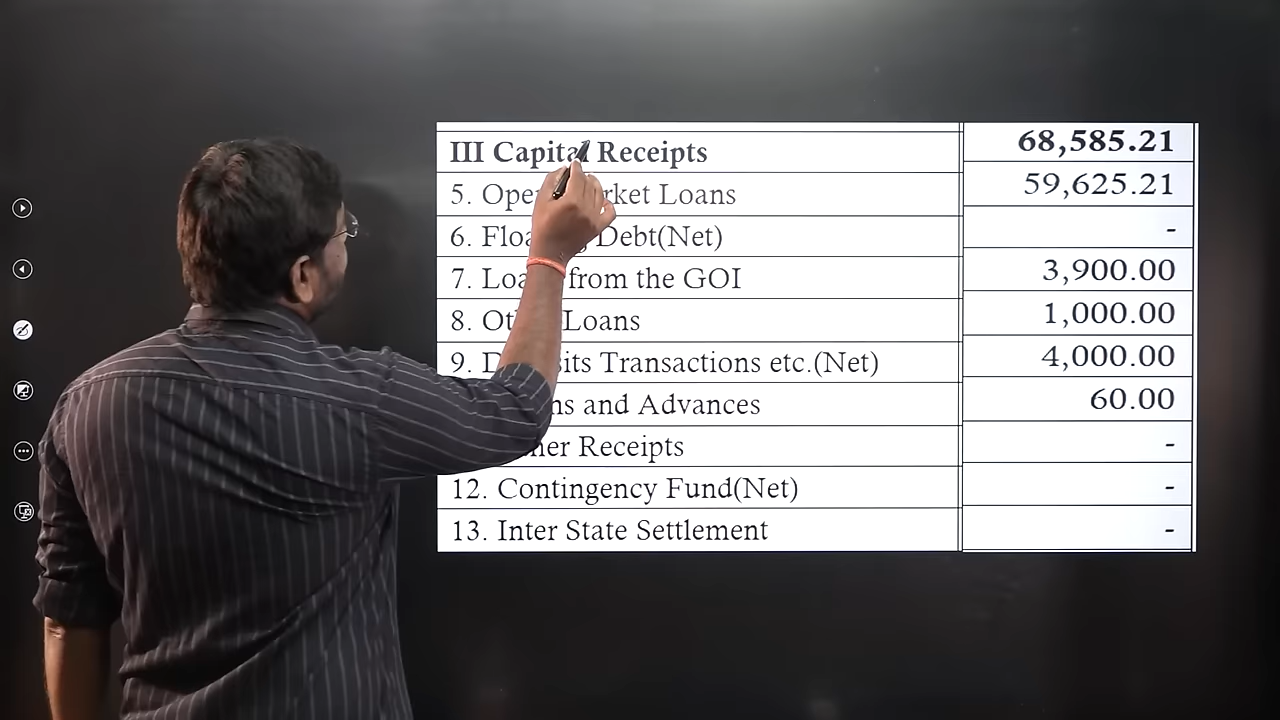 III Capital Receipts 68,585.21
5. Open Market Loans 59,625.21
6. Debt(Net) -
7. from the GOI 3,900.00
8. Loans 1,000.00
9. Transactions etc.(Net) 4,000.00
and Advances 60.00
Receipts -
12. Contingency Fund(Net) -
13. Inter State Settlement -